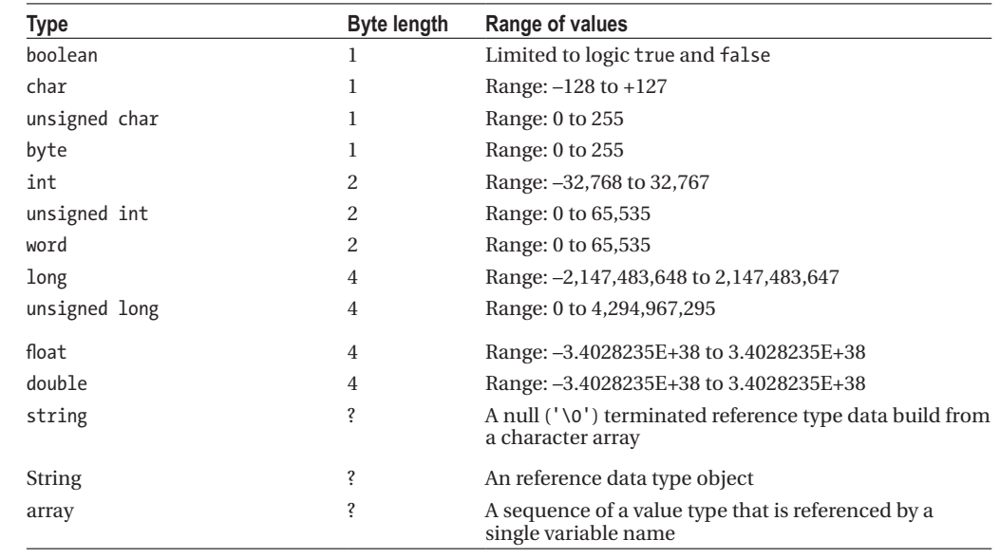 Type Byte length Range of values
boolean 1 Limited to logic true and false
char 1 Range: –128 to +127
unsigned char 1 Range: 0 to 255
byte 1 Range: 0 to 255
int 2 Range: –32,768 to 32,767
unsigned int 2 Range: 0 to 65,535
word 2 Range: 0 to 65,535
long 4 Range: –2,147,483,648 to 2,147,483,647
unsigned long 4 Range: 0 to 4,294,967,295
float 4 Range: –3.4028235E+38 to 3.4028235E+38
double 4 Range: –3.4028235E+38 to 3.4028235E+38
string ? A null ('\0') terminated reference type data build from
a character array
String ? An reference data type object
array ? A sequence of a value type that is referenced by a
single variable name